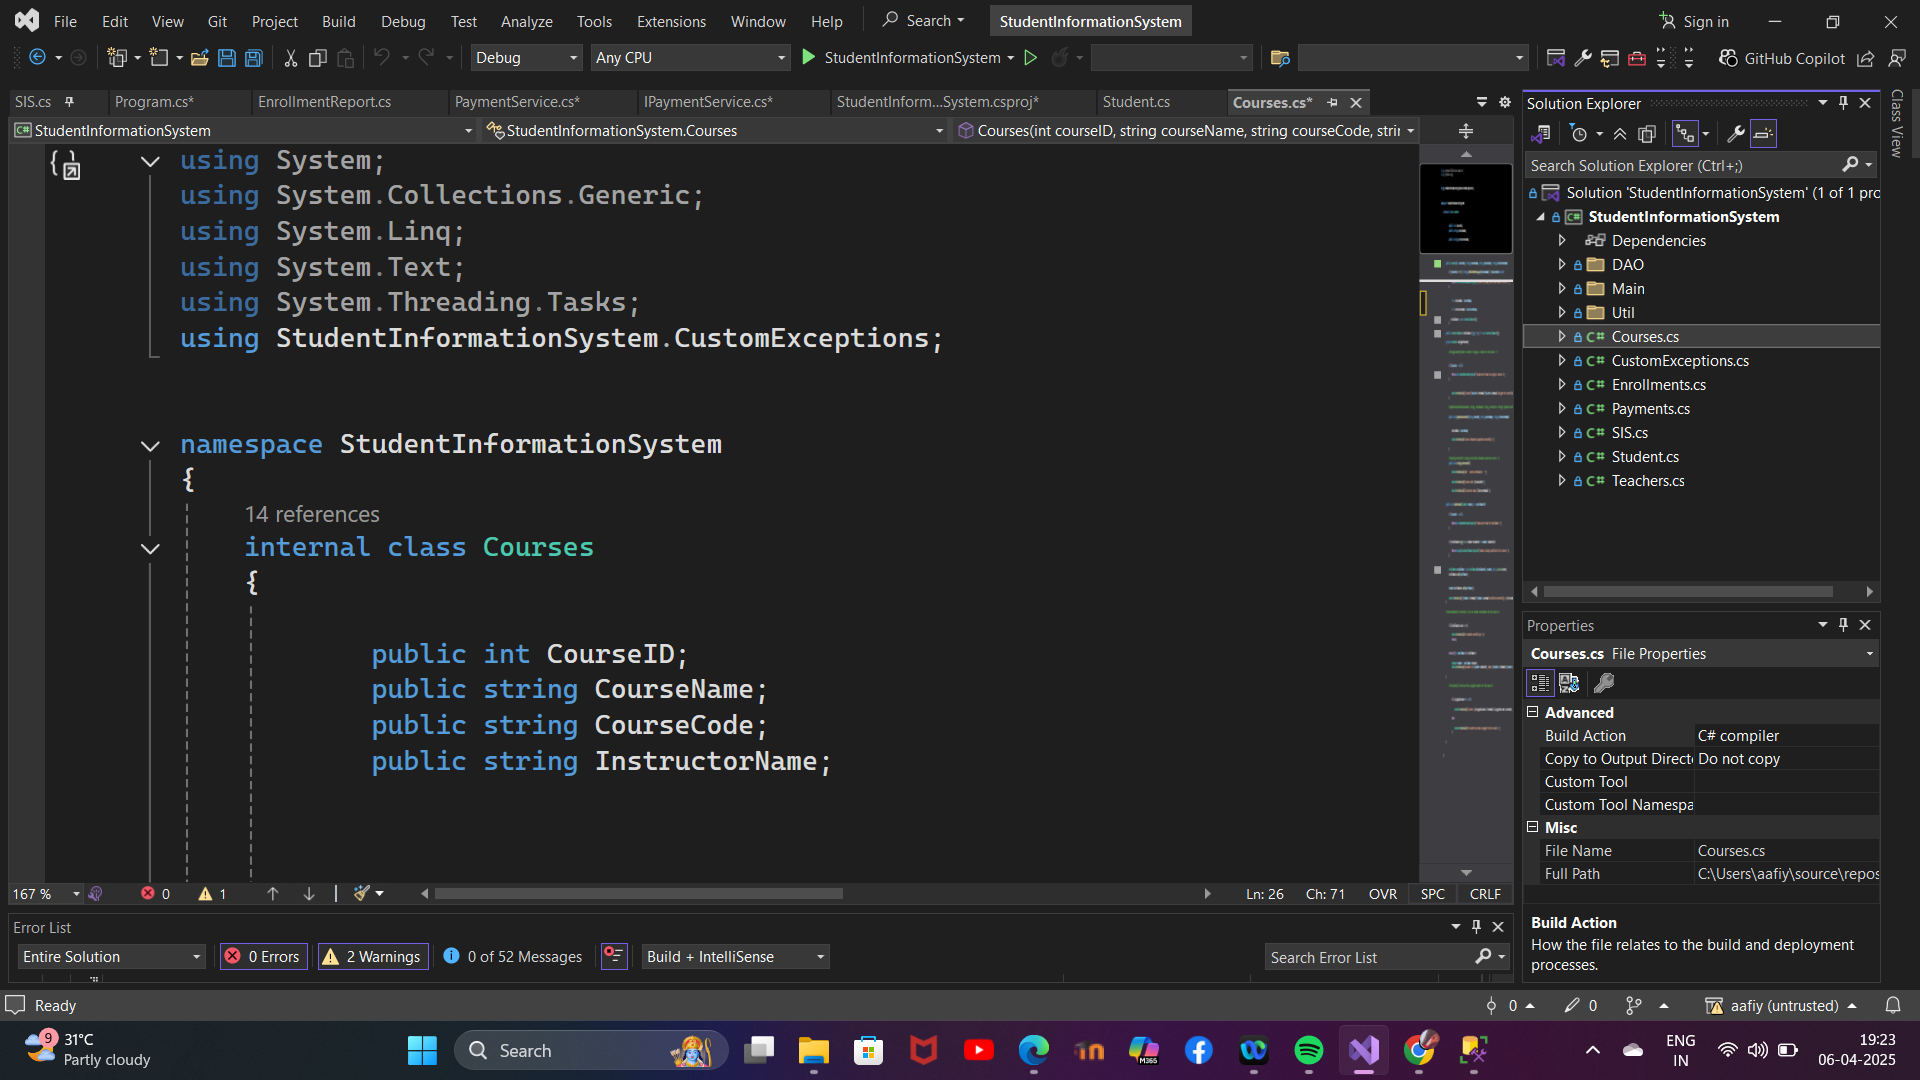 File Edit View Git Project Build Debug Test Analyze Tools Extensions Window Help Search StudentInformationSystem Sign in
Debug Any CPU StudentInformationSystem GitHub Copilot
SIS.cs Program.cs* EnrollmentReport.cs PaymentService.cs* IPaymentService.cs* StudentInform...System.csproj* Student.cs Courses.cs*
StudentInformationSystem StudentInformationSystem.Courses Courses(int courseID, string courseName, string courseCode, strin
using System;
using System.Collections.Generic;
using System.Linq;
using System.Text;
using System.Threading.Tasks;
using StudentInformationSystem.CustomExceptions;
namespace StudentInformationSystem
{
14 references
internal class Courses
{
public int CourseID;
public string CourseName;
public string CourseCode;
public string InstructorName;
167 % 0 1 Ln: 26 Ch: 71 OVR SPC CRLF
Error List
Entire Solution 0 Errors 2 Warnings 0 of 52 Messages Build + IntelliSense Search Error List
Solution Explorer
Search Solution Explorer (Ctrl+;)
Solution 'StudentInformationSystem' (1 of 1 pro
StudentInformationSystem
Dependencies
DAO
Main
Util
Courses.cs
CustomExceptions.cs
Enrollments.cs
Payments.cs
SIS.cs
Student.cs
Teachers.cs
Class View
Properties
Courses.cs File Properties
Advanced
Build Action C# compiler
Copy to Output Directo Do not copy
Custom Tool
Custom Tool Namespa
Misc
File Name Courses.cs
Full Path C:\Users\aafiy\source\repos
Build Action
How the file relates to the build and deployment
processes.
Ready 0 0 aafiy (untrusted)
9 31°C
Partly cloudy
Search
M365
ENG
IN
19:23
06-04-2025